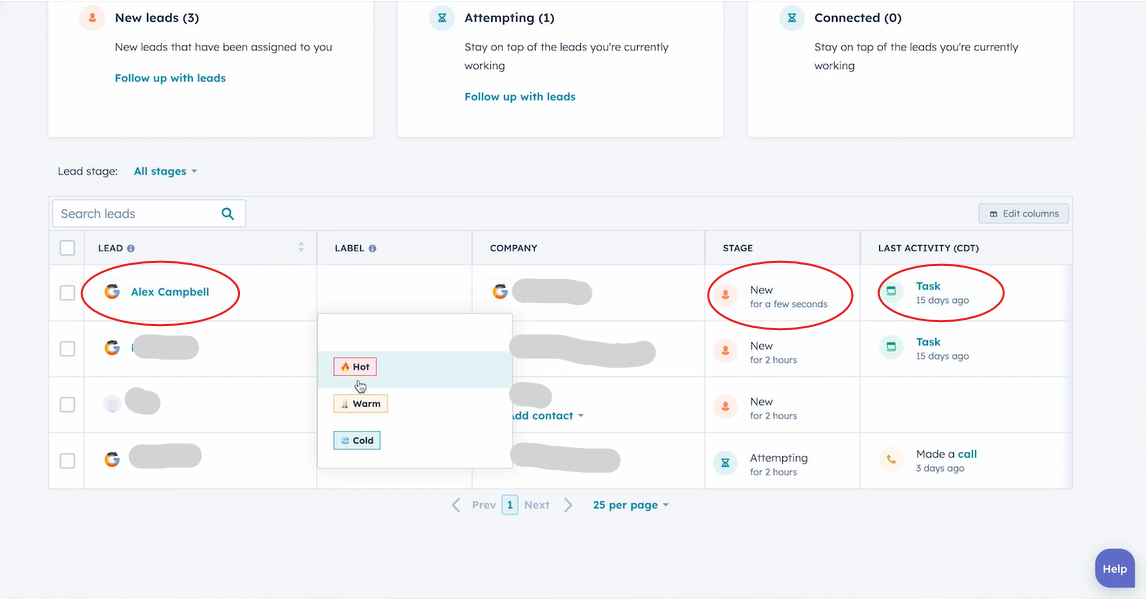 New leads (3)
New leads that have been assigned to you
Follow up with leads
Attempting (1)
Stay on top of the leads you're currently
working
Follow up with leads
Connected (0)
Stay on top of the leads you're currently
working
Lead stage: All stages
Search leads
Edit columns
LEAD LABEL COMPANY STAGE LAST ACTIVITY (CDT)
Alex Campbell
New
for a few seconds
Task
15 days ago
New
for 2 hours
Task
15 days ago
Hot
Warm
Cold
Add contact
New
for 2 hours
Attempting
for 2 hours
Made a call
3 days ago
Prev 1 Next 25 per page
Help